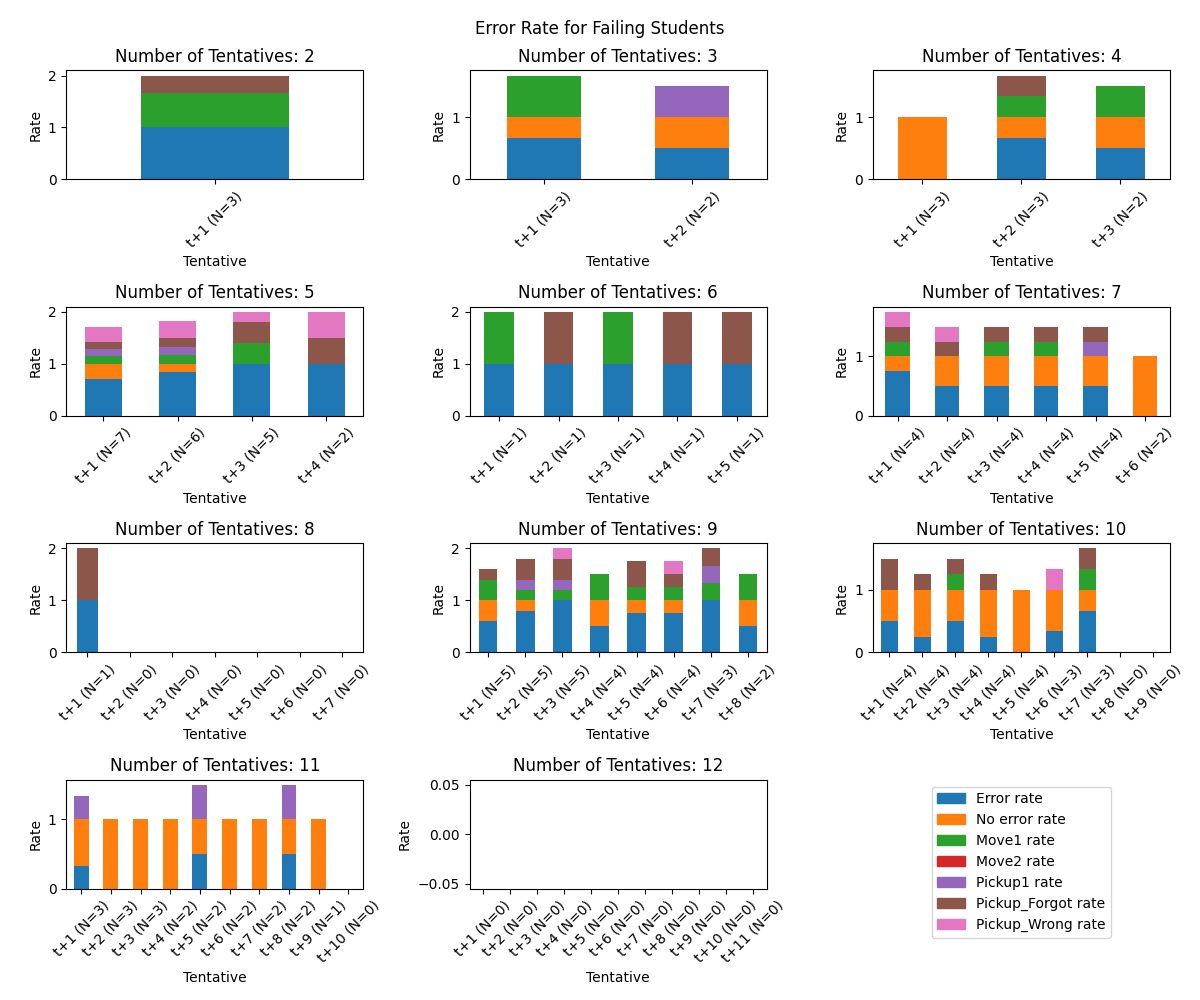 Error Rate for Failing Students
Number of Tentatives: 2
Rate
2
1
0
t+1 (N=3)
Tentative
Number of Tentatives: 3
Rate
1
0
t+1 (N=3)
t+2 (N=2)
Tentative
Number of Tentatives: 4
Rate
1
0
t+1 (N=3)
t+2 (N=3)
t+3 (N=2)
Tentative
Number of Tentatives: 5
Rate
2
1
0
t+1 (N=7)
t+2 (N=6)
t+3 (N=5)
t+4 (N=2)
Tentative
Number of Tentatives: 6
Rate
2
1
0
t+1 (N=1)
t+2 (N=1)
t+3 (N=1)
t+4 (N=1)
t+5 (N=1)
Tentative
Number of Tentatives: 7
Rate
1
0
t+1 (N=4)
t+2 (N=4)
t+3 (N=4)
t+4 (N=4)
t+5 (N=4)
t+6 (N=2)
Tentative
Number of Tentatives: 8
Rate
2
1
0
t+1 (N=1)
t+2 (N=0)
t+3 (N=0)
t+4 (N=0)
t+5 (N=0)
t+6 (N=0)
t+7 (N=0)
Tentative
Number of Tentatives: 9
Rate
2
1
0
t+1 (N=5)
t+2 (N=5)
t+3 (N=5)
t+4 (N=4)
t+5 (N=4)
t+6 (N=4)
t+7 (N=3)
t+8 (N=2)
Tentative
Number of Tentatives: 10
Rate
1
0
t+1 (N=4)
t+2 (N=4)
t+3 (N=4)
t+4 (N=4)
t+5 (N=4)
t+6 (N=3)
t+7 (N=3)
t+8 (N=0)
t+9 (N=0)
Tentative
Number of Tentatives: 11
Rate
1
0
t+1 (N=3)
t+2 (N=3)
t+3 (N=3)
t+4 (N=2)
t+5 (N=2)
t+6 (N=2)
t+7 (N=2)
t+8 (N=2)
t+9 (N=1)
t+10 (N=0)
Tentative
Number of Tentatives: 12
Rate
0.05
0.00
−0.05
t+1 (N=0)
t+2 (N=0)
t+3 (N=0)
t+4 (N=0)
t+5 (N=0)
t+6 (N=0)
t+7 (N=0)
t+8 (N=0)
t+9 (N=0)
t+10 (N=0)
t+11 (N=0)
Tentative
Error rate
No error rate
Move1 rate
Move2 rate
Pickup1 rate
Pickup_Forgot rate
Pickup_Wrong rate